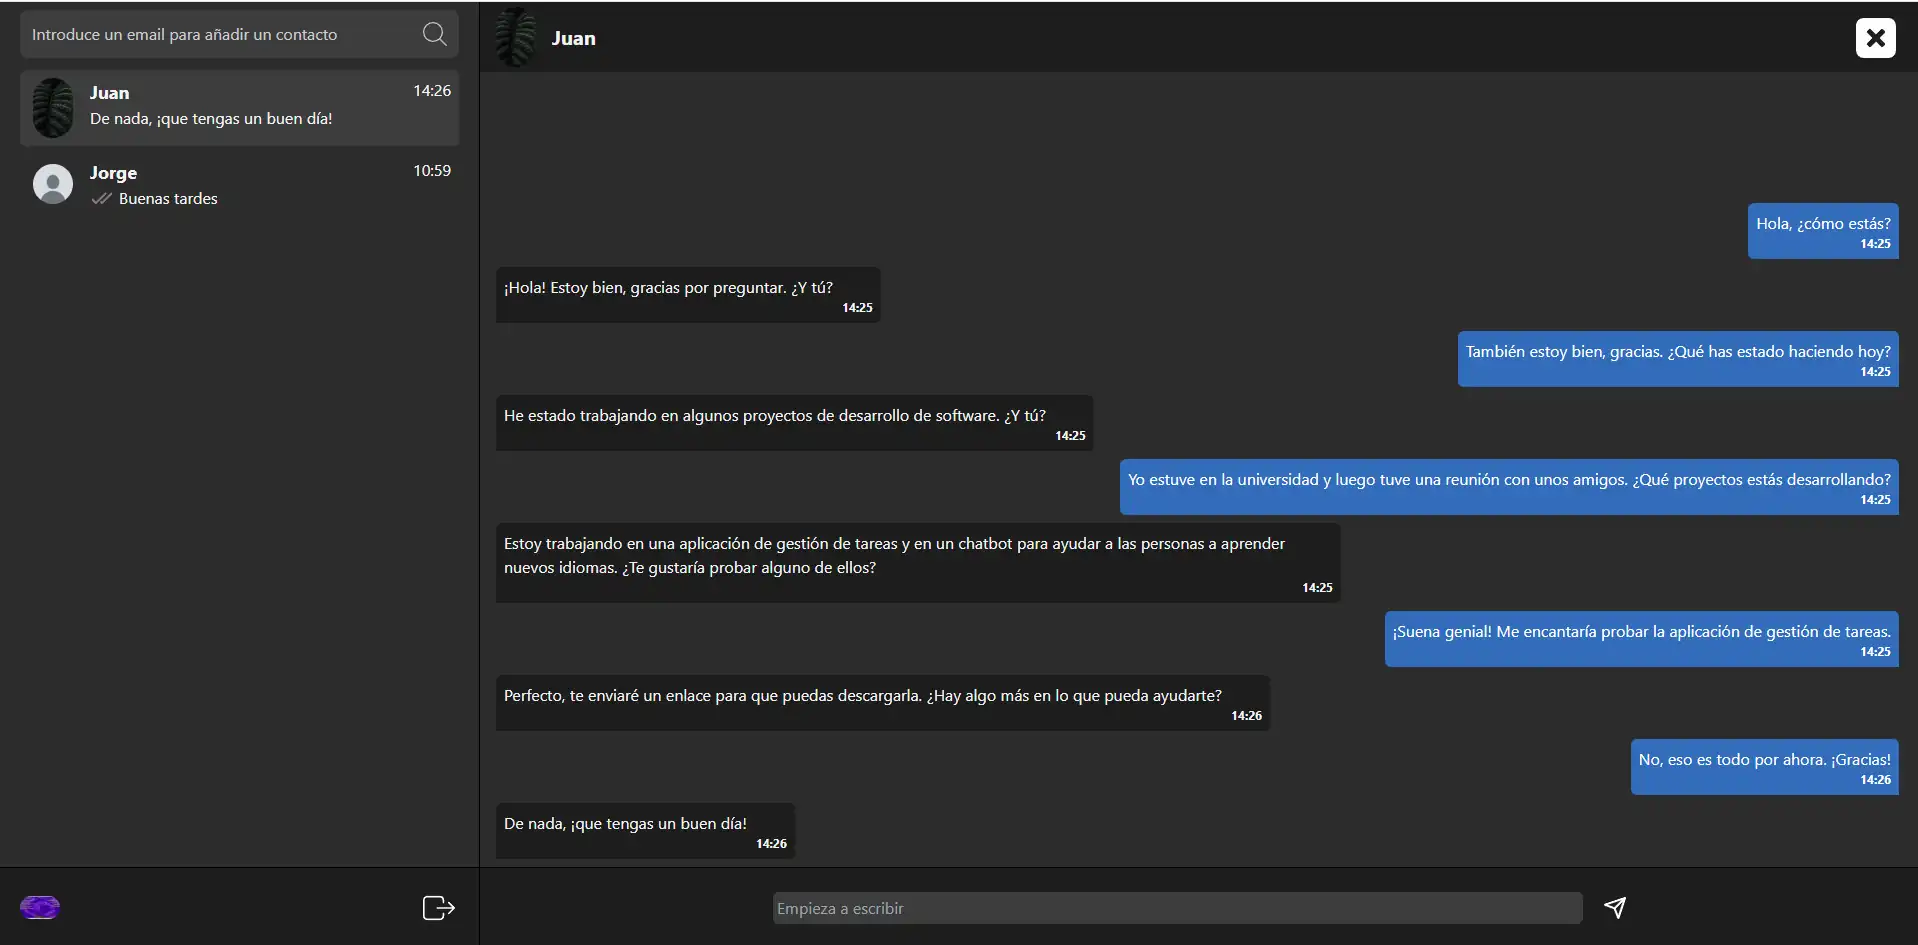 Introduce un email para añadir un contacto
Juan
14:26
De nada, ¡que tengas un buen día!
Jorge
10:59
Buenas tardes
Juan
Hola, ¿cómo estás?
14:25
¡Hola! Estoy bien, gracias por preguntar. ¿Y tú?
14:25
También estoy bien, gracias. ¿Qué has estado haciendo hoy?
14:25
He estado trabajando en algunos proyectos de desarrollo de software. ¿Y tú?
14:25
Yo estuve en la universidad y luego tuve una reunión con unos amigos. ¿Qué proyectos estás desarrollando?
14:25
Estoy trabajando en una aplicación de gestión de tareas y en un chatbot para ayudar a las personas a aprender
nuevos idiomas. ¿Te gustaría probar alguno de ellos?
14:25
¡Suena genial! Me encantaría probar la aplicación de gestión de tareas.
14:25
Perfecto, te enviaré un enlace para que puedas descargarla. ¿Hay algo más en lo que pueda ayudarte?
14:26
No, eso es todo por ahora. ¡Gracias!
14:26
De nada, ¡que tengas un buen día!
14:26
Empieza a escribir